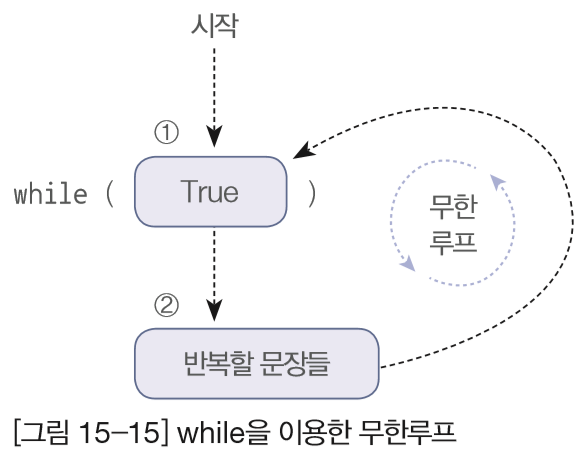 시작
①
while ( True )
무한
루프
②
반복할 문장들
[그림 15-15] while을 이용한 무한루프